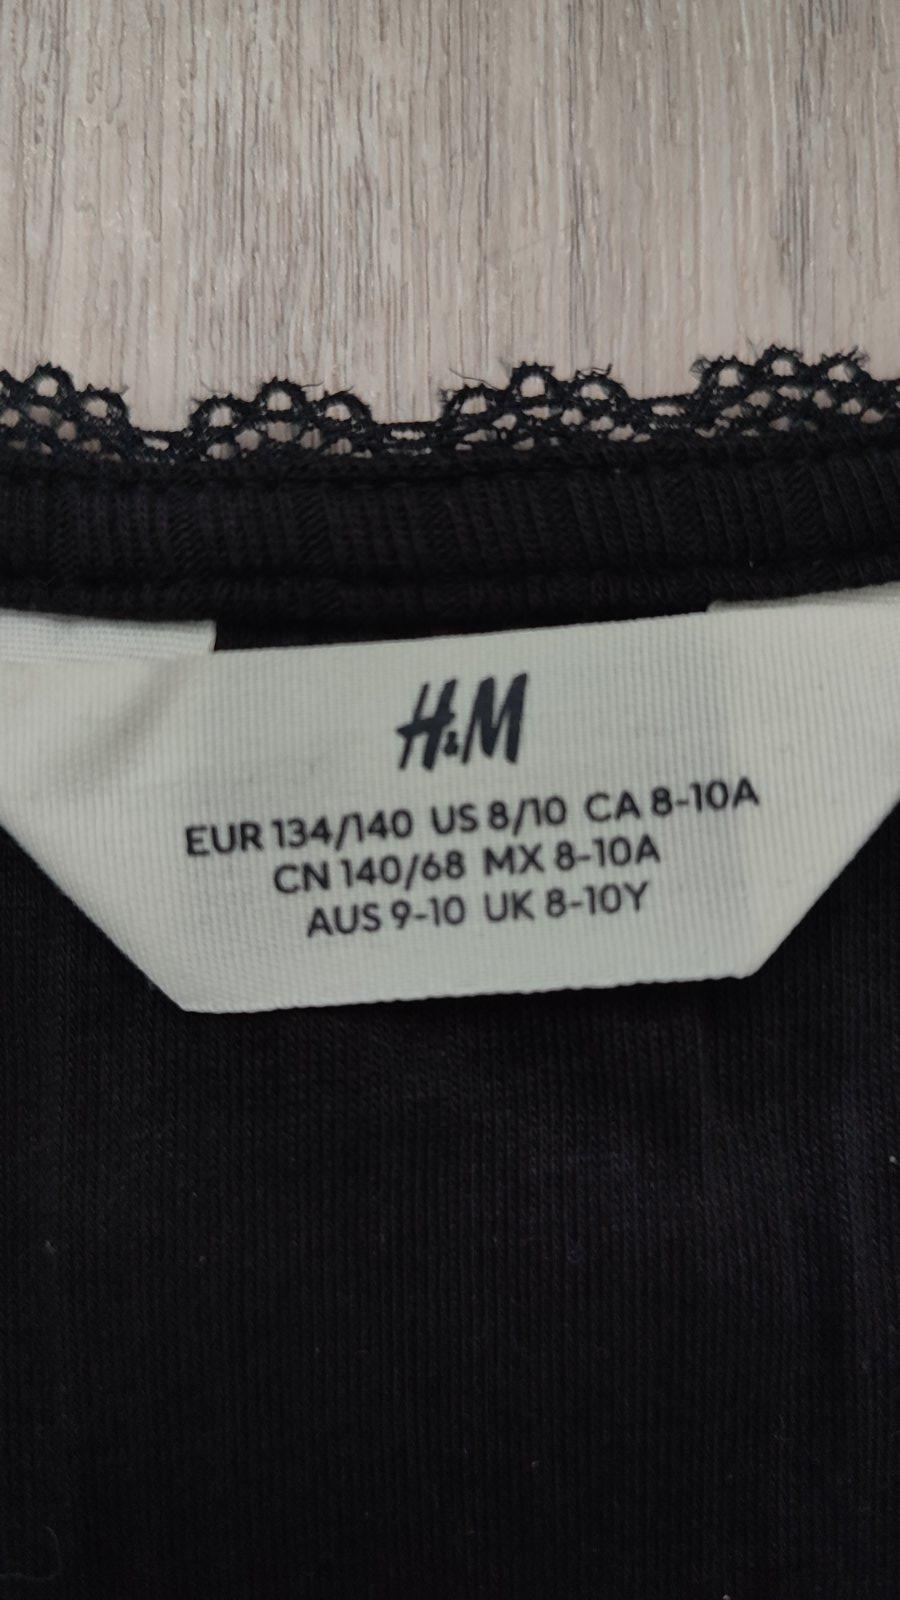 H&M
EUR 134/140 US 8/10 CA 8-10A
CN 140/68 MX 8-10A
AUS 9-10 UK 8-10Y